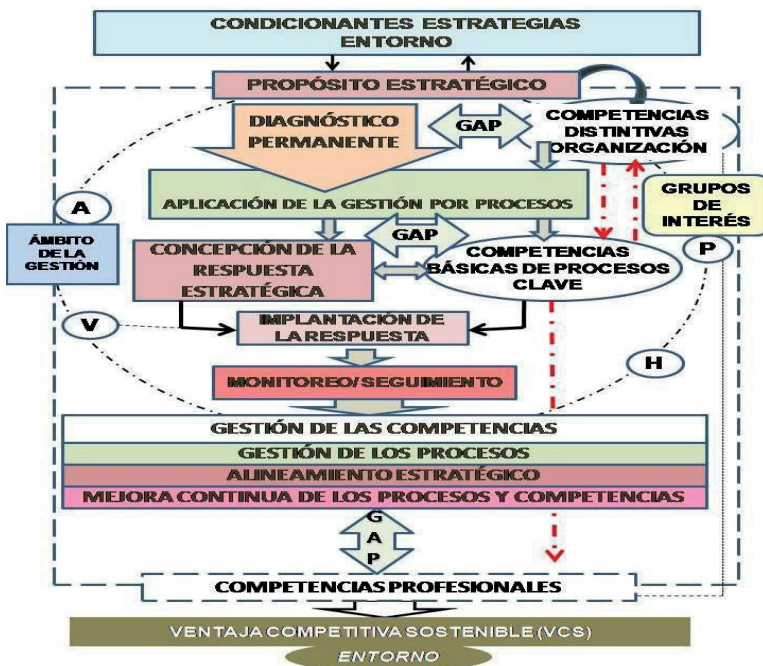 CONDICIONANTES ESTRATEGIAS
ENTORNO
PROPÓSITO ESTRATÉGICO
DIAGNÓSTICO
PERMANENTE
GAP
COMPETENCIAS
DISTINTIVAS
ORGANIZACIÓN
APLICACIÓN DE LA GESTIÓN POR PROCESOS
GRUPOS
DE
INTERÉS
A
ÁMBITO
DE LA
GESTIÓN
GAP
P
CONCEPCIÓN DE LA
RESPUESTA
ESTRATÉGICA
COMPETENCIAS
BÁSICAS DE PROCESOS
CLAVE
V
IMPLANTACIÓN DE
LA RESPUESTA
H
MONITOREO/ SEGUIMIENTO
GESTIÓN DE LAS COMPETENCIAS
GESTIÓN DE LOS PROCESOS
ALINEAMIENTO ESTRATÉGICO
MEJORA CONTINUA DE LOS PROCESOS Y COMPETENCIAS
G
A
P
COMPETENCIAS PROFESIONALES
VENTAJA COMPETITIVA SOSTENIBLE (VCS)
ENTORNO